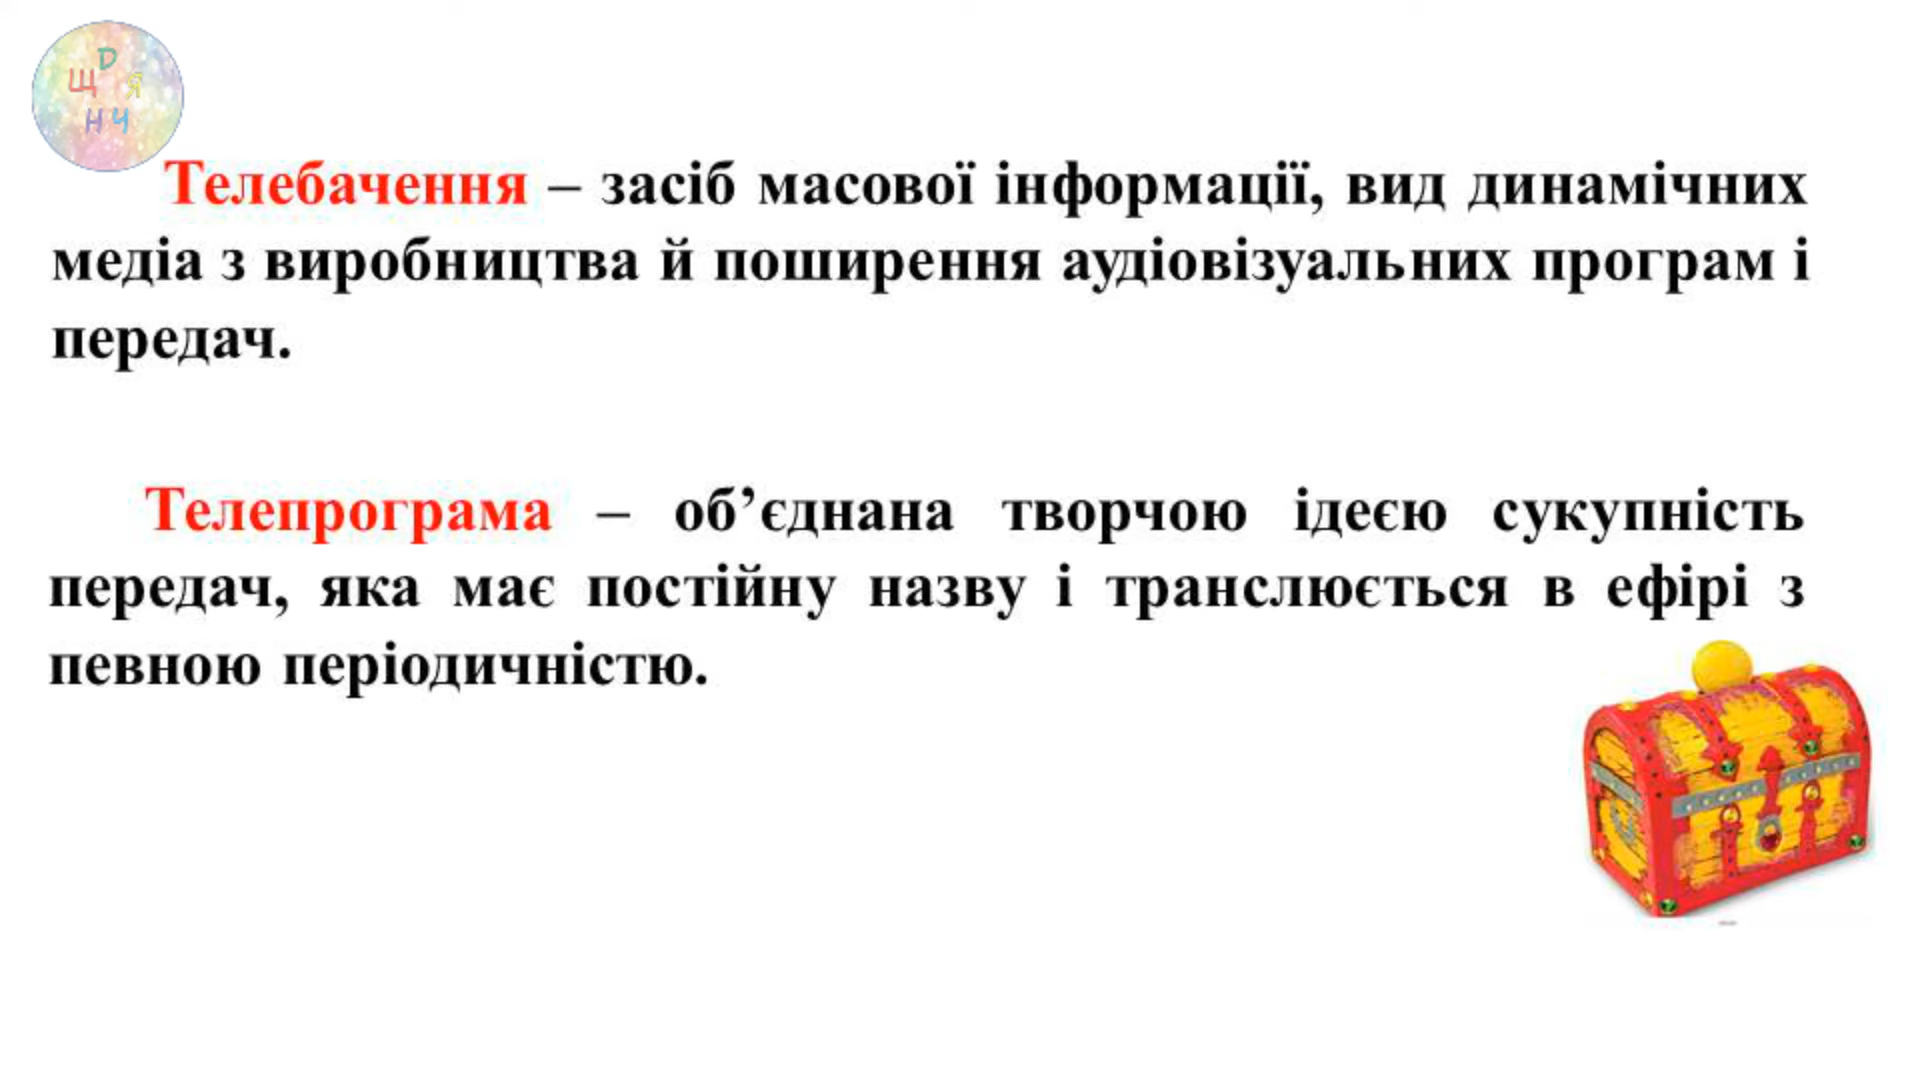 Д
Щ Я
Н Ч
Телебачення – засіб масової інформації, вид динамічних
медіа з виробництва й поширення аудіовізуальних програм і
передач.
Телепрограма – об’єднана творчою ідеєю сукупність
передач, яка має постійну назву і транслюється в ефірі з
певною періодичністю.